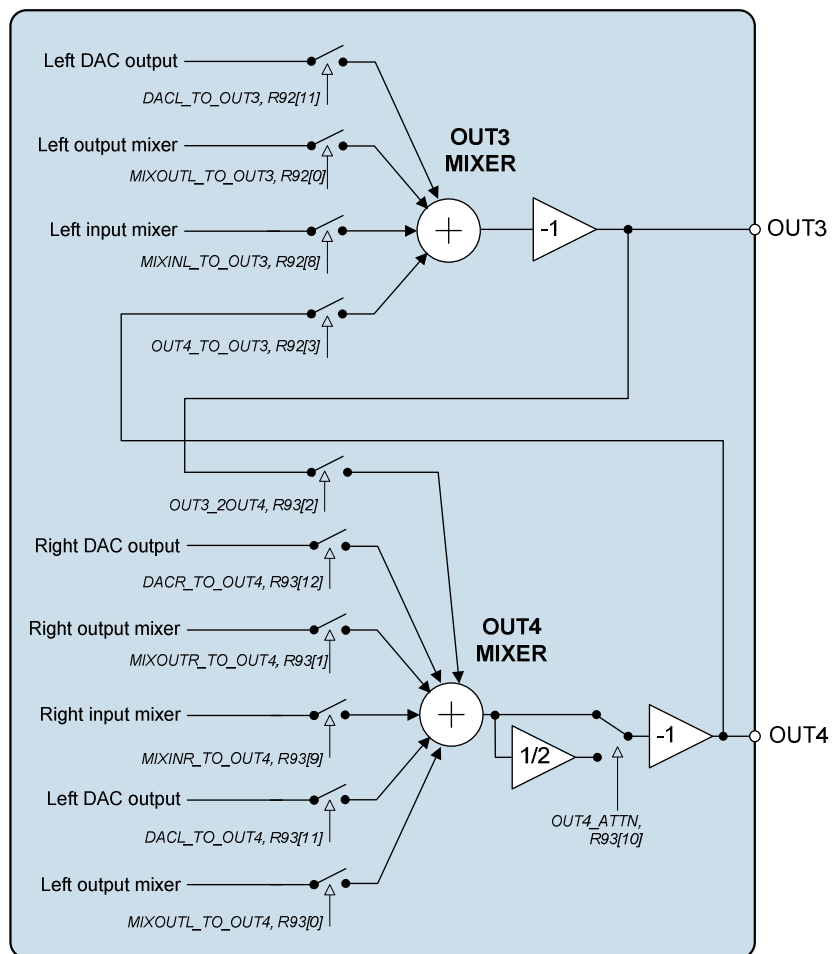 Left DAC output
DACL_TO_OUT3, R92[11]
Left output mixer
MIXOUTL_TO_OUT3, R92[0]
OUT3
MIXER
Left input mixer
MIXINL_TO_OUT3, R92[8]
+
-1
OUT3
OUT4_TO_OUT3, R92[3]
OUT3_2OUT4, R93[2]
Right DAC output
DACR_TO_OUT4, R93[12]
Right output mixer
MIXOUTR_TO_OUT4, R93[1]
OUT4
MIXER
Right input mixer
MIXINR_TO_OUT4, R93[9]
+
1/2
-1
OUT4
OUT4_ATTN,
R93[10]
Left DAC output
DACL_TO_OUT4, R93[11]
Left output mixer
MIXOUTL_TO_OUT4, R93[0]